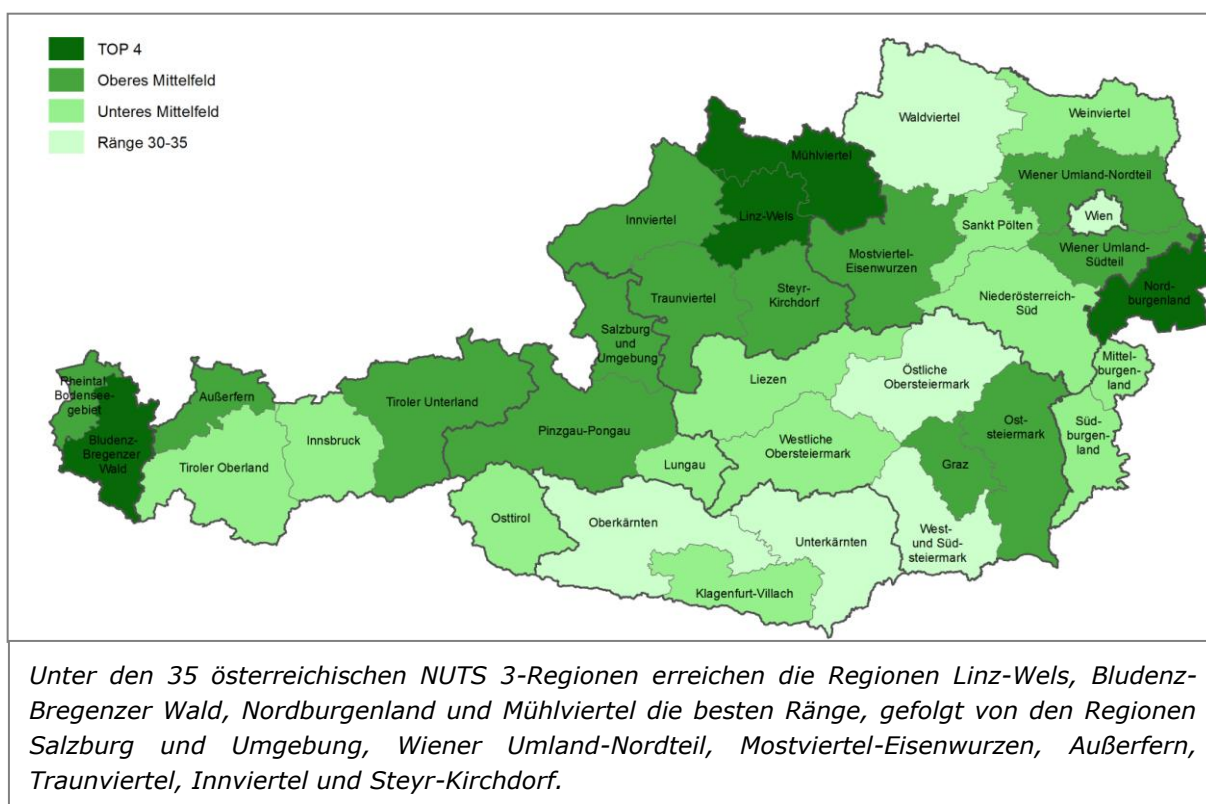 TOP 4
Oberes Mittelfeld
Unteres Mittelfeld
Ränge 30-35
Waldviertel
Weinviertel
Mühlviertel
Wiener Umland-Nordteil
Linz-Wels
Innviertel
Wien
Sankt Pölten
Mostviertel-
Eisenwurzen
Wiener Umland-
Südteil
Nord-
burgenland
Traunviertel
Steyr-
Kirchdorf
Niederösterreich-
Süd
Salzburg
und
Umgebung
Mittel-
burgen-
land
Östliche
Obersteiermark
Liezen
Rheintal-
Bodensee-
gebiet
Außerfern
Tiroler Unterland
Bludenz-
Bregenzer
Wald
Innsbruck
Pinzgau-Pongau
Ost-
steiermark
Süd-
burgen-
land
Tiroler Oberland
Westliche
Obersteiermark
Lungau
Graz
Osttirol
Oberkärnten
Unterkärnten
West-
und Süd-
steiermark
Klagenfurt-Villach
Unter den 35 österreichischen NUTS 3-Regionen erreichen die Regionen Linz-Wels, Bludenz-
Bregenzer Wald, Nordburgenland und Mühlviertel die besten Ränge, gefolgt von den Regionen
Salzburg und Umgebung, Wiener Umland-Nordteil, Mostviertel-Eisenwurzen, Außerfern,
Traunviertel, Innviertel und Steyr-Kirchdorf.